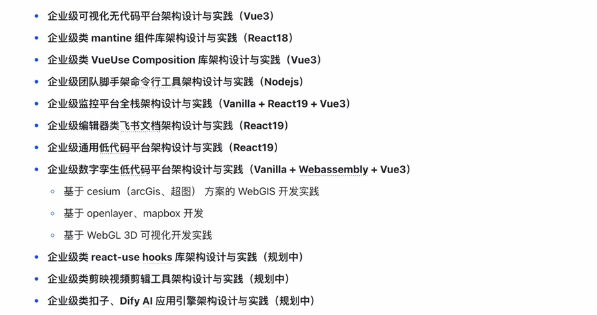 企业级可视化无代码平台架构设计与实践（Vue3）
企业级类 mantine 组件库架构设计与实践（React18）
企业级类 VueUse Composition 库架构设计与实践（Vue3）
企业级团队脚手架命令行工具架构设计与实践（Nodejs）
企业级监控平台全栈架构设计与实践（Vanilla + React19 + Vue3）
企业级编辑器类飞书文档架构设计与实践（React19）
企业级通用低代码平台架构设计与实践（React19）
企业级数字孪生低代码平台架构设计与实践（Vanilla + Webassembly + Vue3）
基于 cesium（arcGis、超图） 方案的 WebGIS 开发实践
基于 openlayer、mapbox 开发
基于 WebGL 3D 可视化开发实践
企业级类 react-use hooks 库架构设计与实践（规划中）
企业级类剪映视频剪辑工具架构设计与实践（规划中）
企业级类扣子、Dify AI 应用引擎架构设计与实践（规划中）